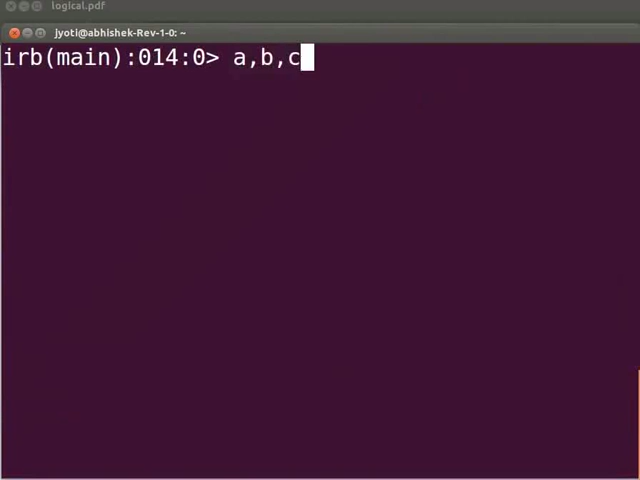 logical.pdf
jyoti@abhishek-Rev-1-0: ~
irb(main):014:0> a,b,c